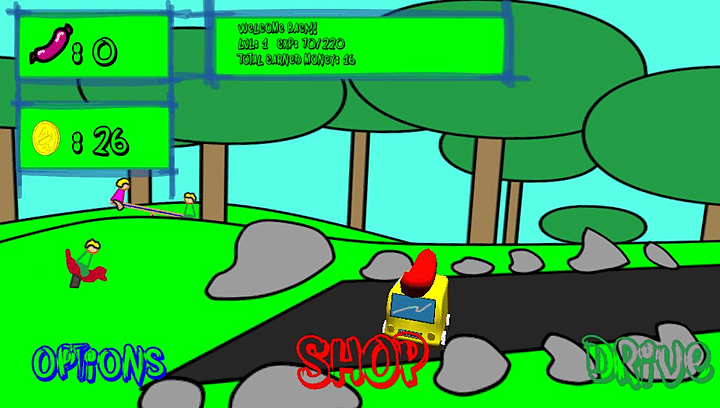 : 0
WELCOME BACK!!
LVL: 1 EXP: 70/220
TOTAL EARNED MONEY: 16
: 26
OPTIONS
SHOP
DRIVE